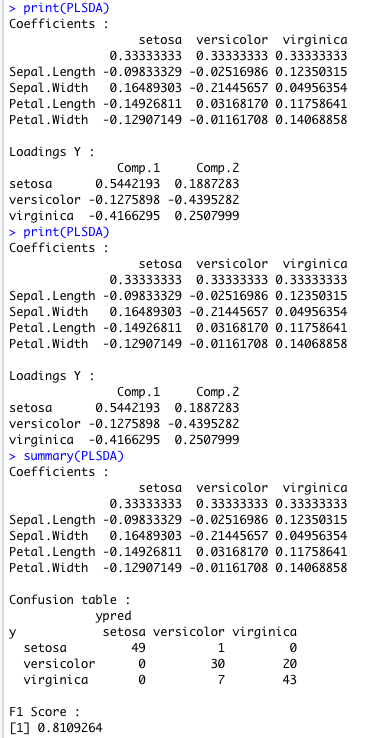 > print(PLSDA)
Coefficients :
                 setosa  versicolor  virginica
             0.33333333  0.33333333 0.33333333
Sepal.Length -0.09833329 -0.02516986 0.12350315
Sepal.Width   0.16489303 -0.21445657 0.04956354
Petal.Length -0.14926811  0.03168170 0.11758641
Petal.Width  -0.12907149 -0.01161708 0.14068858
Loadings Y :
               Comp.1     Comp.2
setosa      0.5442193  0.1887283
versicolor -0.1275898 -0.4395282
virginica  -0.4166295  0.2507999
> print(PLSDA)
Coefficients :
                 setosa  versicolor  virginica
             0.33333333  0.33333333 0.33333333
Sepal.Length -0.09833329 -0.02516986 0.12350315
Sepal.Width   0.16489303 -0.21445657 0.04956354
Petal.Length -0.14926811  0.03168170 0.11758641
Petal.Width  -0.12907149 -0.01161708 0.14068858
Loadings Y :
               Comp.1     Comp.2
setosa      0.5442193  0.1887283
versicolor -0.1275898 -0.4395282
virginica  -0.4166295  0.2507999
> summary(PLSDA)
Coefficients :
                 setosa  versicolor  virginica
             0.33333333  0.33333333 0.33333333
Sepal.Length -0.09833329 -0.02516986 0.12350315
Sepal.Width   0.16489303 -0.21445657 0.04956354
Petal.Length -0.14926811  0.03168170 0.11758641
Petal.Width  -0.12907149 -0.01161708 0.14068858
Confusion table :
            ypred
y            setosa versicolor virginica
  setosa         49          1         0
  versicolor      0         30        20
  virginica       0          7        43
F1 Score :
[1] 0.8109264